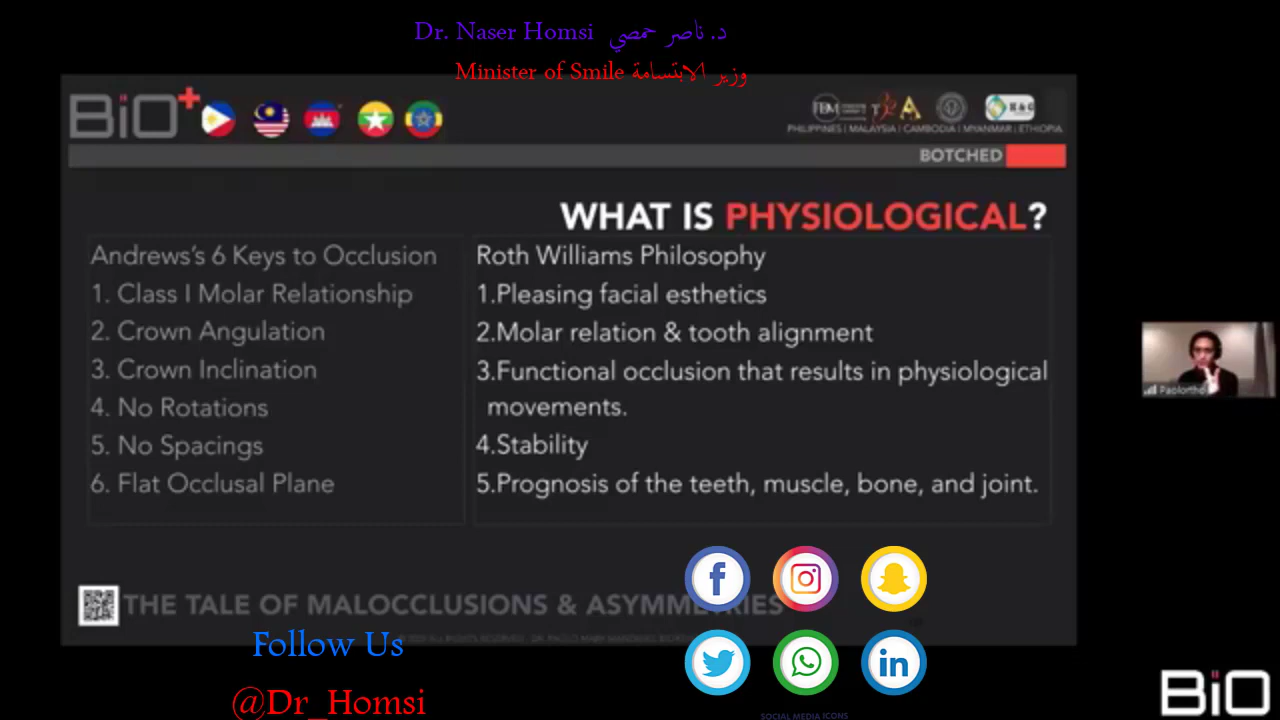 Dr. Naser Homsi د. ناصر حمصي
Minister of Smile وزير الابتسامة
BiO+
PHILIPPINES | MALAYSIA | CAMBODIA | MYANMAR | ETHIOPIA
BOTCHED
WHAT IS PHYSIOLOGICAL?
Andrews's 6 Keys to Occlusion
1. Class I Molar Relationship
2. Crown Angulation
3. Crown Inclination
4. No Rotations
5. No Spacings
6. Flat Occlusal Plane
Roth Williams Philosophy
1.Pleasing facial esthetics
2.Molar relation & tooth alignment
3.Functional occlusion that results in physiological
movements.
4.Stability
5.Prognosis of the teeth, muscle, bone, and joint.
THE TALE OF MALOCCLUSIONS & ASYMMETRIES
Follow Us
@Dr_Homsi
SOCIAL MEDIA ICONS
BiO